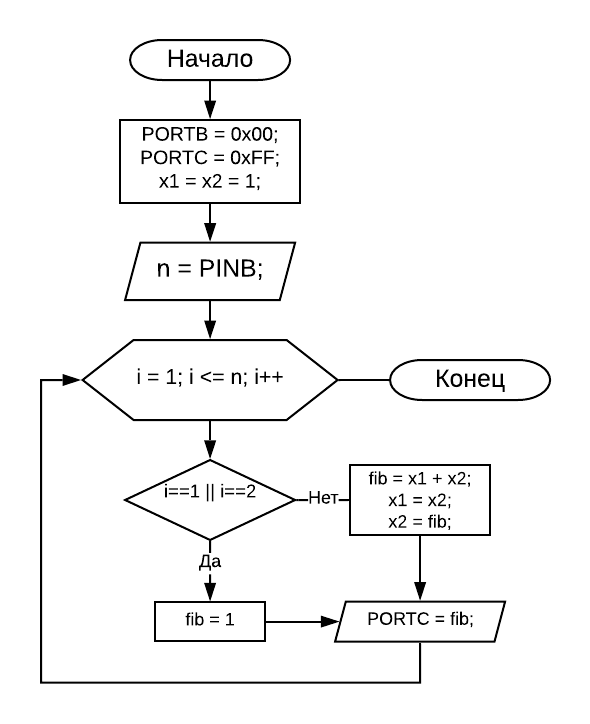 Начало
PORTB = 0x00;
PORTC = 0xFF;
x1 = x2 = 1;
n = PINB;
i = 1; i <= n; i++
Конец
i==1 || i==2
Нет
fib = x1 + x2;
x1 = x2;
x2 = fib;
Да
fib = 1
PORTC = fib;